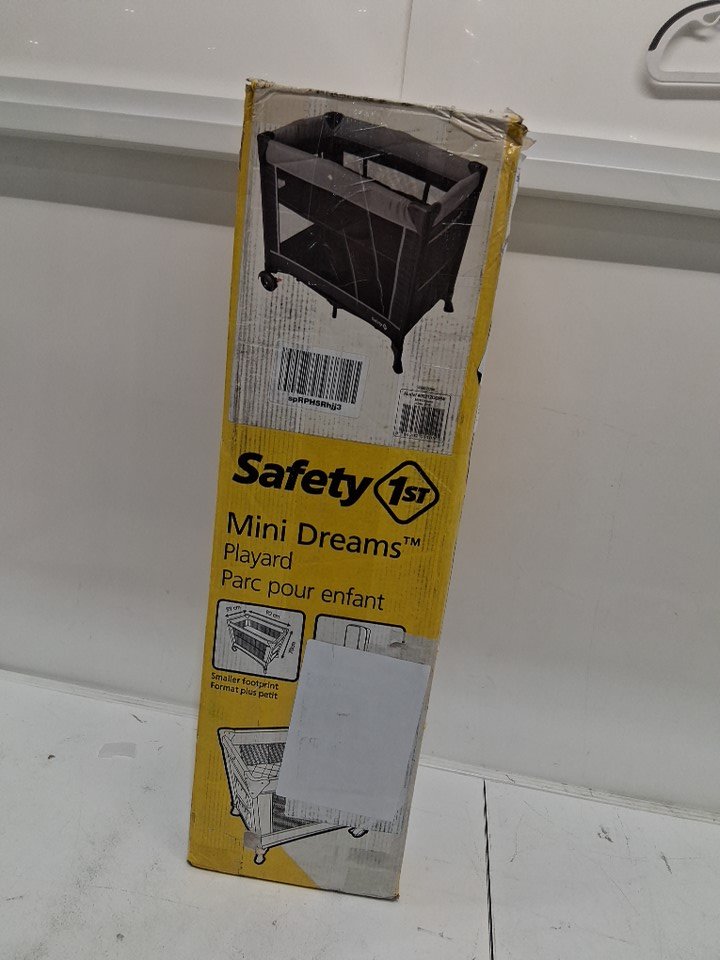 spRPHSRhjj3
Safety 1ST
Mini Dreams™
Playard
Parc pour enfant
Smaller footprint
Format plus petit